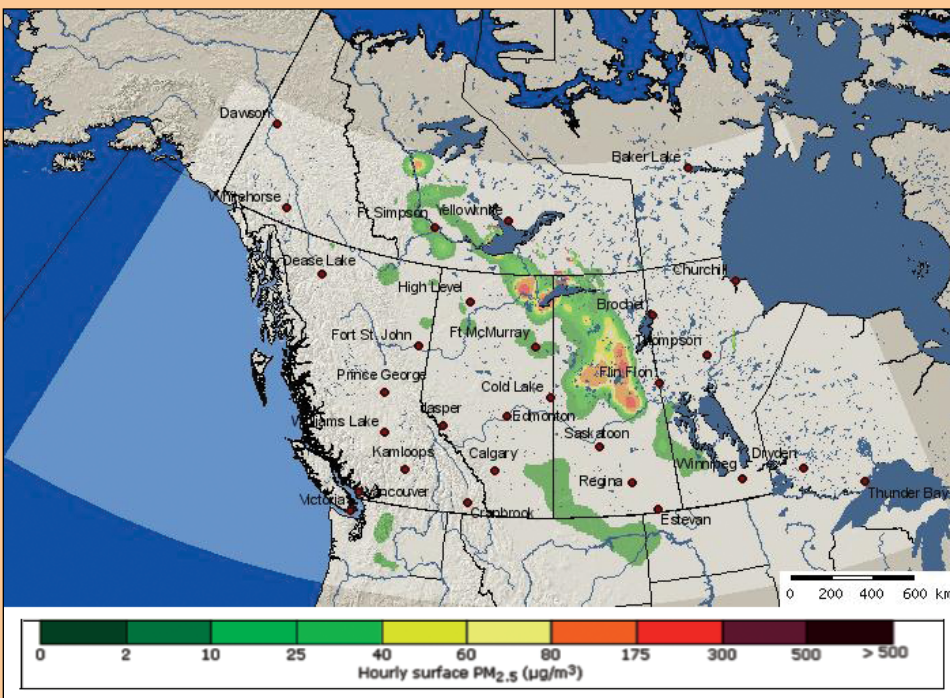 Dawson
Baker Lake
Whitehorse
Ft Simpson Yellowknife
Dease Lake
Churchill
High Level
Brochet
Fort St. John
Ft McMurray
Thompson
Prince George
Flin Flon
Cold Lake
Jasper
Edmonton
Williams Lake
Saskatoon
Kamloops
Calgary
Winnipeg
Dryden
Regina
Vancouver
Thunder Bay
Victoria
Cranbrook
Estevan
0 200 400 600 km
0 2 10 25 40 60 80 175 300 500 > 500
Hourly surface PM2.5 (µg/m³)